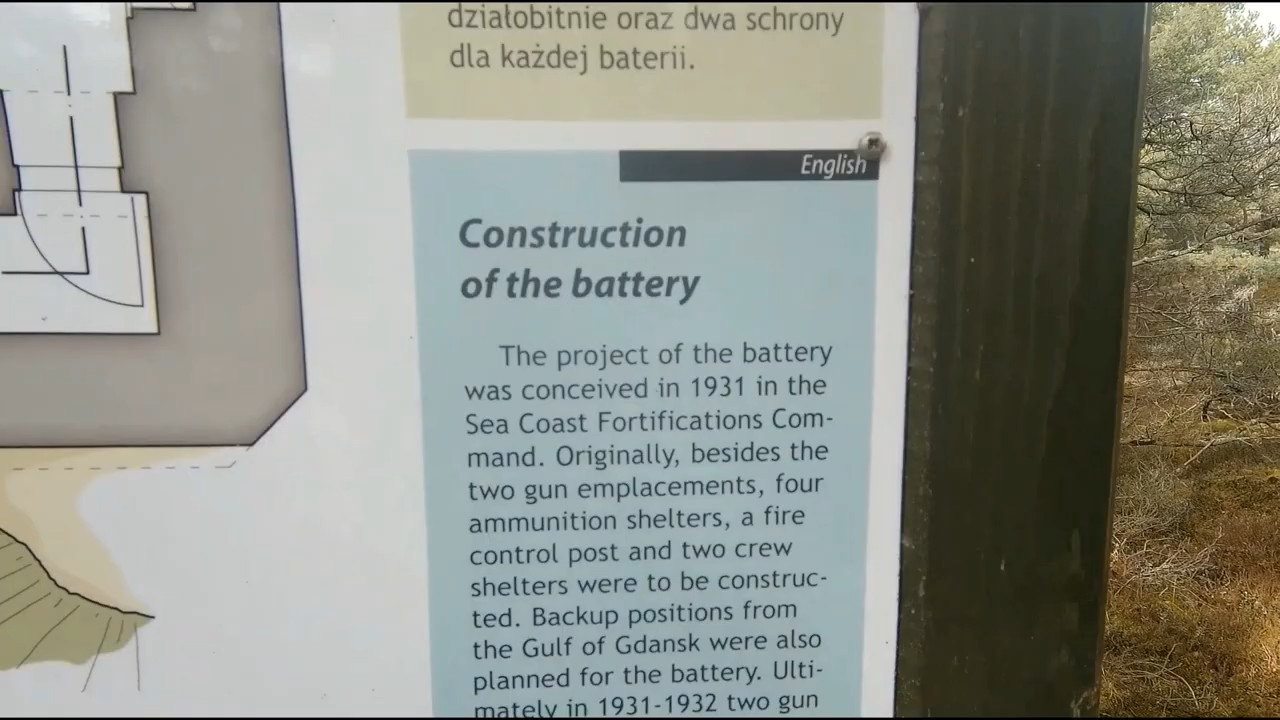 działobitnie oraz dwa schrony
dla każdej baterii.
English
Construction
of the battery
The project of the battery
was conceived in 1931 in the
Sea Coast Fortifications Com-
mand. Originally, besides the
two gun emplacements, four
ammunition shelters, a fire
control post and two crew
shelters were to be construc-
ted. Backup positions from
the Gulf of Gdansk were also
planned for the battery. Ulti-
mately in 1931-1932 two gun